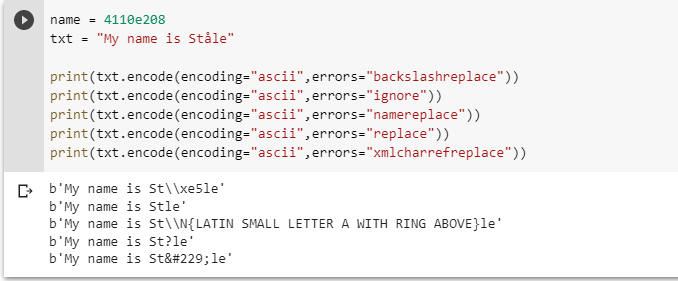 name = 4110e208
txt = "My name is Ståle"
print(txt.encode(encoding="ascii",errors="backslashreplace"))
print(txt.encode(encoding="ascii",errors="ignore"))
print(txt.encode(encoding="ascii",errors="namereplace"))
print(txt.encode(encoding="ascii",errors="replace"))
print(txt.encode(encoding="ascii",errors="xmlcharrefreplace"))
b'My name is St\\xe5le'
b'My name is Stle'
b'My name is St\\N{LATIN SMALL LETTER A WITH RING ABOVE}le'
b'My name is St?le'
b'My name is St&#229;le'